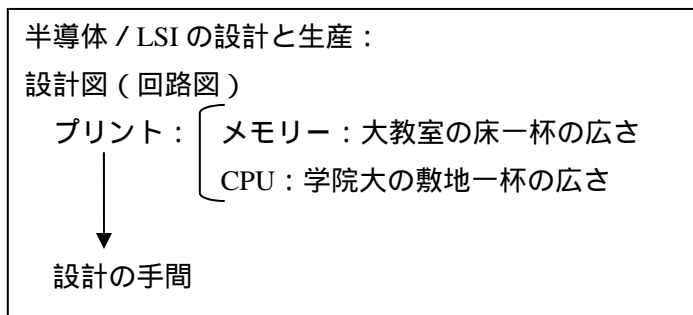 半導体 / LSI の設計と生産：
設計図（回路図）
プリント：メモリー：大教室の床一杯の広さ
CPU：学院大の敷地一杯の広さ
設計の手間